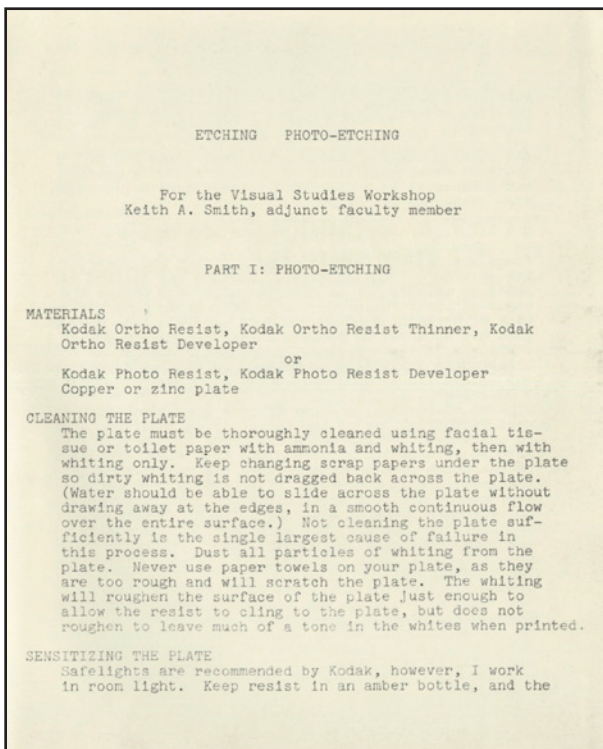 ETCHING PHOTO-ETCHING
For the Visual Studies Workshop
Keith A. Smith, adjunct faculty member
PART I: PHOTO-ETCHING
MATERIALS
Kodak Ortho Resist, Kodak Ortho Resist Thinner, Kodak
Ortho Resist Developer
or
Kodak Photo Resist, Kodak Photo Resist Developer
Copper or zinc plate
CLEANING THE PLATE
The plate must be thoroughly cleaned using facial tis-
sue or toilet paper with ammonia and whiting, then with
whiting only. Keep changing scrap papers under the plate
so dirty whiting is not dragged back across the plate.
(Water should be able to slide across the plate without
drawing away at the edges, in a smooth continuous flow
over the entire surface.) Not cleaning the plate suf-
ficiently is the single largest cause of failure in
this process. Dust all particles of whiting from the
plate. Never use paper towels on your plate, as they
are too rough and will scratch the plate. The whiting
will roughen the surface of the plate just enough to
allow the resist to cling to the plate, but does not
roughen to leave much of a tone in the whites when printed.
SENSITIZING THE PLATE
Safelights are recommended by Kodak, however, I work
in room light. Keep resist in an amber bottle, and the